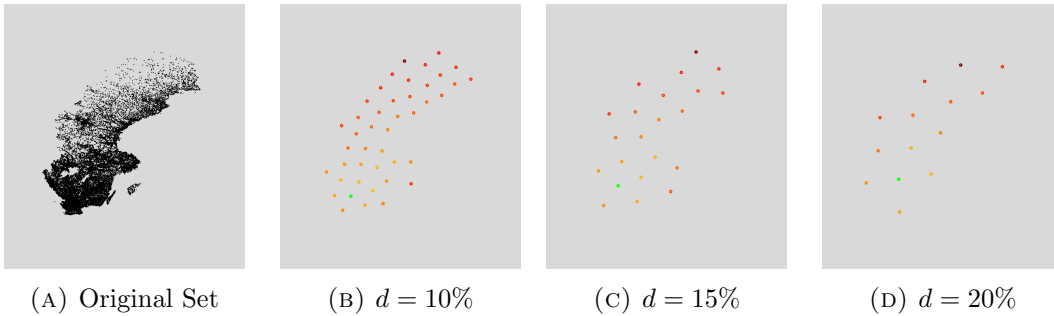 (A) Original Set
(B) d = 10%
(C) d = 15%
(D) d = 20%